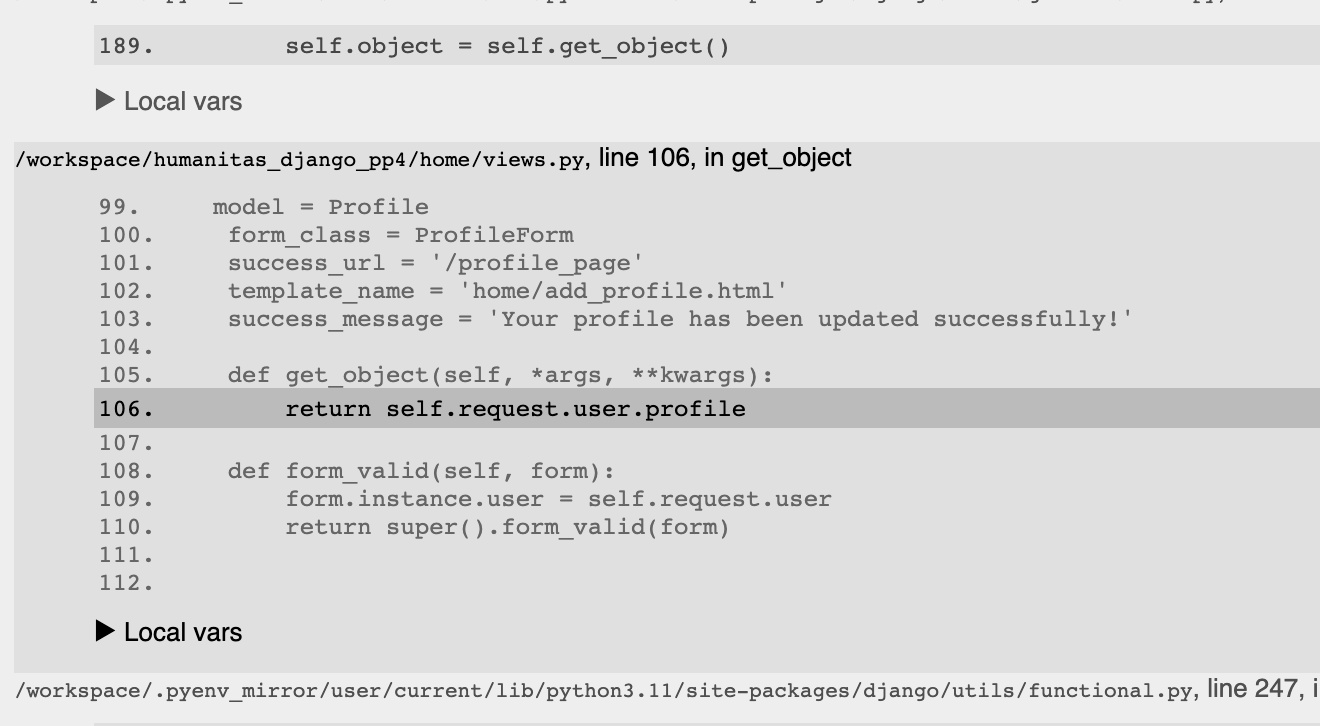 189. self.object = self.get_object()
▶ Local vars
/workspace/humanitas_django_pp4/home/views.py, line 106, in get_object
99. model = Profile
100. form_class = ProfileForm
101. success_url = '/profile_page'
102. template_name = 'home/add_profile.html'
103. success_message = 'Your profile has been updated successfully!'
104.
105. def get_object(self, *args, **kwargs):
106. return self.request.user.profile
107.
108. def form_valid(self, form):
109. form.instance.user = self.request.user
110. return super().form_valid(form)
111.
112.
▶ Local vars
/workspace/.pyenv_mirror/user/current/lib/python3.11/site-packages/django/utils/functional.py, line 247, i